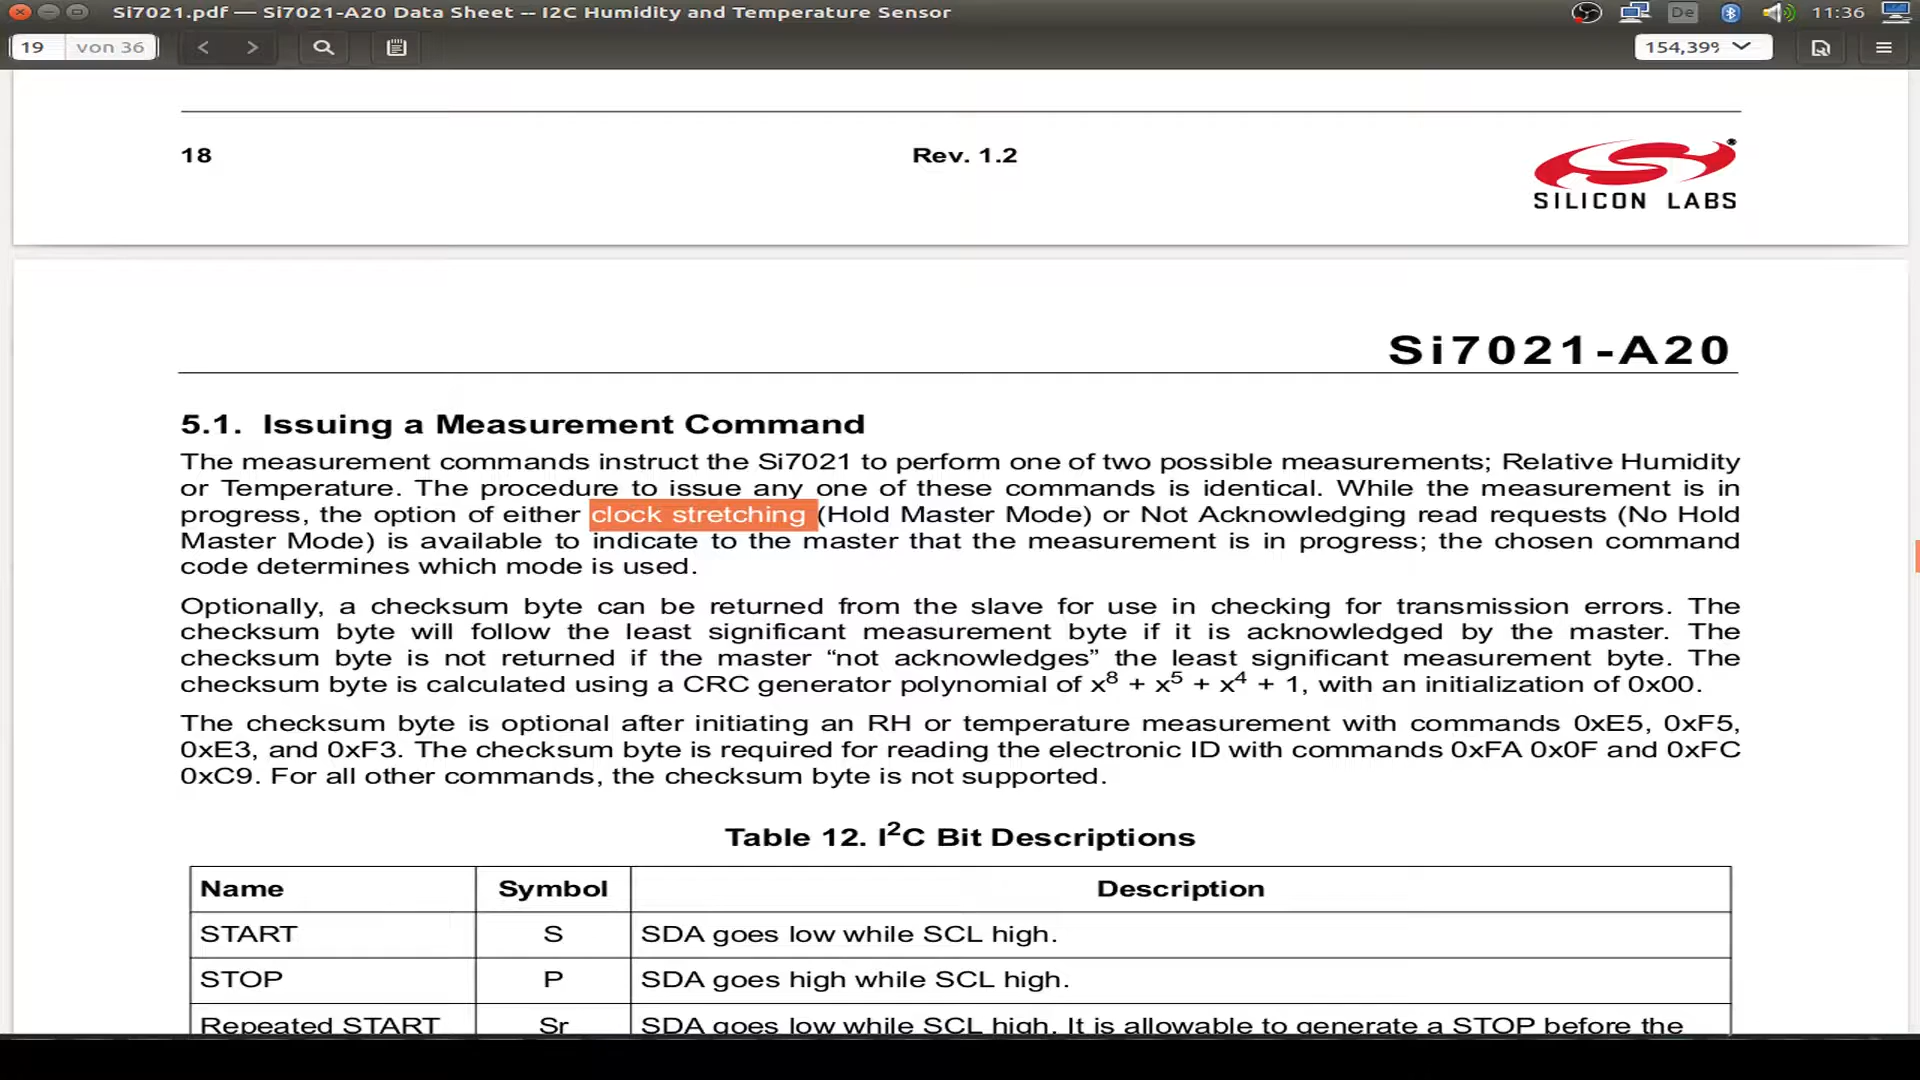 Si7021.pdf — Si7021-A20 Data Sheet -- I2C Humidity and Temperature Sensor
De
11:36
19
von 36
154,39%
18
Rev. 1.2
SILICON LABS
Si7021-A20
5.1. Issuing a Measurement Command
The measurement commands instruct the Si7021 to perform one of two possible measurements; Relative Humidity
or Temperature. The procedure to issue any one of these commands is identical. While the measurement is in
progress, the option of either clock stretching (Hold Master Mode) or Not Acknowledging read requests (No Hold
Master Mode) is available to indicate to the master that the measurement is in progress; the chosen command
code determines which mode is used.
Optionally, a checksum byte can be returned from the slave for use in checking for transmission errors. The
checksum byte will follow the least significant measurement byte if it is acknowledged by the master. The
checksum byte is not returned if the master “not acknowledges” the least significant measurement byte. The
checksum byte is calculated using a CRC generator polynomial of x⁸ + x⁵ + x⁴ + 1, with an initialization of 0x00.
The checksum byte is optional after initiating an RH or temperature measurement with commands 0xE5, 0xF5,
0xE3, and 0xF3. The checksum byte is required for reading the electronic ID with commands 0xFA 0x0F and 0xFC
0xC9. For all other commands, the checksum byte is not supported.
Table 12. I²C Bit Descriptions
Name Symbol Description
START S SDA goes low while SCL high.
STOP P SDA goes high while SCL high.
Repeated START Sr SDA goes low while SCL high. It is allowable to generate a STOP before the